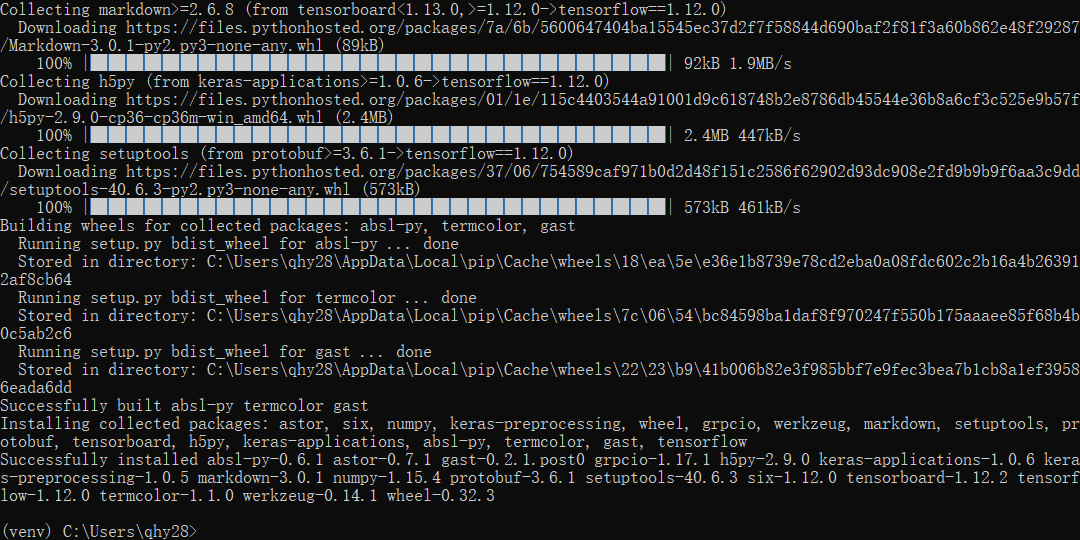 Collecting markdown>=2.6.8 (from tensorboard<1.13.0,>=1.12.0->tensorflow==1.12.0)
  Downloading https://files.pythonhosted.org/packages/7a/6b/5600647404ba15545ec37d2f7f58844d690baf2f81f3a60b862e48f29287
/Markdown-3.0.1-py2.py3-none-any.whl (89kB)
    100% |████████████████████████████████| 92kB 1.9MB/s
Collecting h5py (from keras-applications>=1.0.6->tensorflow==1.12.0)
  Downloading https://files.pythonhosted.org/packages/01/1e/115c4403544a91001d9c618748b2e8786db45544e36b8a6cf3c525e9b57f
/h5py-2.9.0-cp36-cp36m-win_amd64.whl (2.4MB)
    100% |████████████████████████████████| 2.4MB 447kB/s
Collecting setuptools (from protobuf>=3.6.1->tensorflow==1.12.0)
  Downloading https://files.pythonhosted.org/packages/37/06/754589caf971b0d2d48f151c2586f62902d93dc908e2fd9b9b9f6aa3c9dd
/setuptools-40.6.3-py2.py3-none-any.whl (573kB)
    100% |████████████████████████████████| 573kB 461kB/s
Building wheels for collected packages: absl-py, termcolor, gast
  Running setup.py bdist_wheel for absl-py ... done
  Stored in directory: C:\Users\qhy28\AppData\Local\pip\Cache\wheels\18\ea\5e\e36e1b8739e78cd2eba0a08fdc602c2b16a4b26391
2af8cb64
  Running setup.py bdist_wheel for termcolor ... done
  Stored in directory: C:\Users\qhy28\AppData\Local\pip\Cache\wheels\7c\06\54\bc84598ba1daf8f970247f550b175aaaee85f68b4b
0c5ab2c6
  Running setup.py bdist_wheel for gast ... done
  Stored in directory: C:\Users\qhy28\AppData\Local\pip\Cache\wheels\22\23\b9\41b006b82e3f985bbf7e9fec3bea7b1cb8a1ef3958
6eada6dd
Successfully built absl-py termcolor gast
Installing collected packages: astor, six, numpy, keras-preprocessing, wheel, grpcio, werkzeug, markdown, setuptools, pr
otobuf, tensorboard, h5py, keras-applications, absl-py, termcolor, gast, tensorflow
Successfully installed absl-py-0.6.1 astor-0.7.1 gast-0.2.1.post0 grpcio-1.17.1 h5py-2.9.0 keras-applications-1.0.6 kera
s-preprocessing-1.0.5 markdown-3.0.1 numpy-1.15.4 protobuf-3.6.1 setuptools-40.6.3 six-1.12.0 tensorboard-1.12.2 tensorf
low-1.12.0 termcolor-1.1.0 werkzeug-0.14.1 wheel-0.32.3
(venv) C:\Users\qhy28>